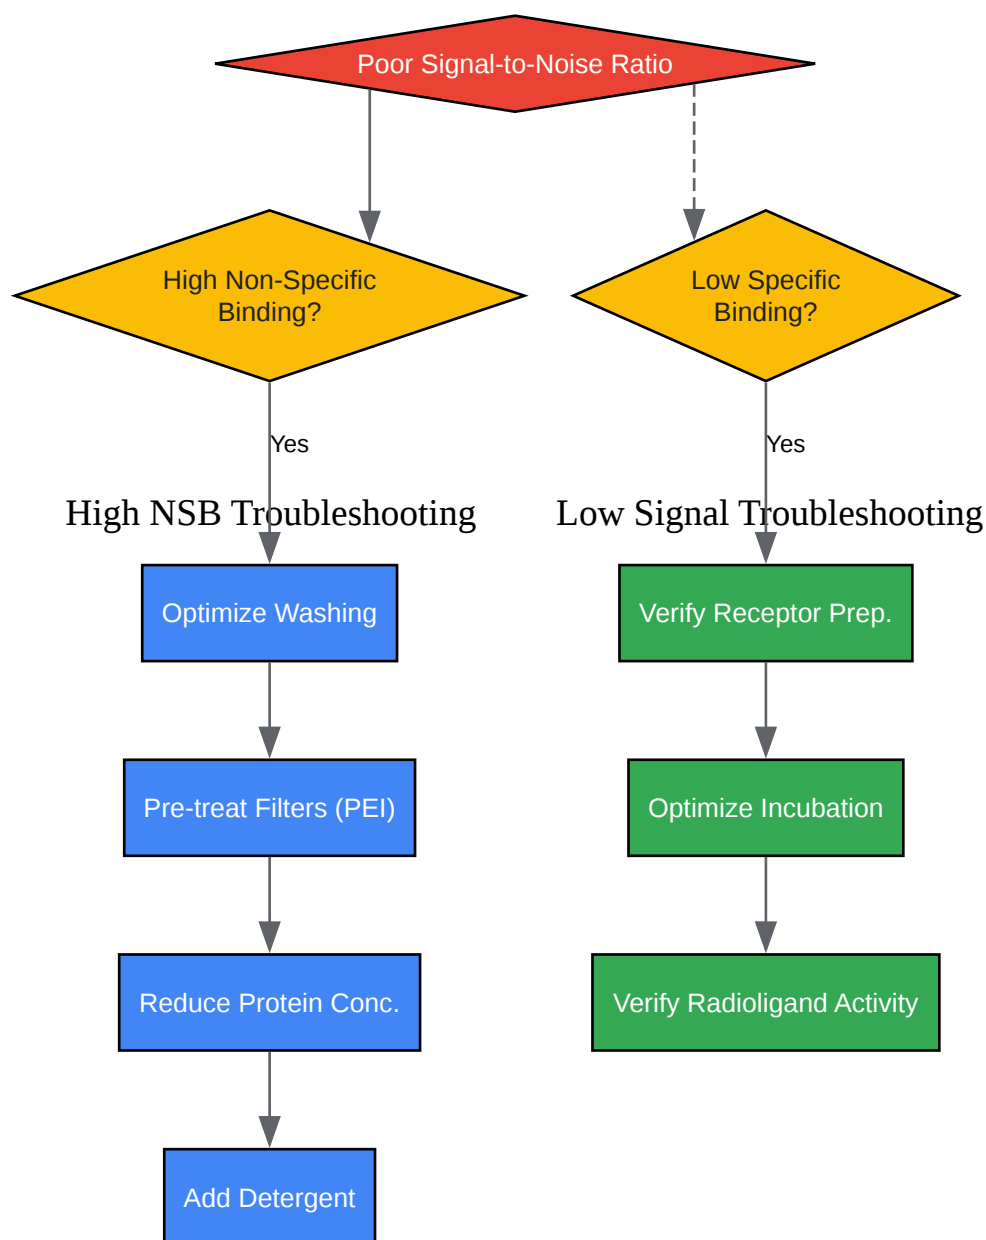 Poor Signal-to-Noise Ratio
High Non-Specific
Binding?
Low Specific
Binding?
Yes
Yes
High NSB Troubleshooting
Low Signal Troubleshooting
Optimize Washing
Verify Receptor Prep.
Pre-treat Filters (PEI)
Optimize Incubation
Reduce Protein Conc.
Verify Radioligand Activity
Add Detergent